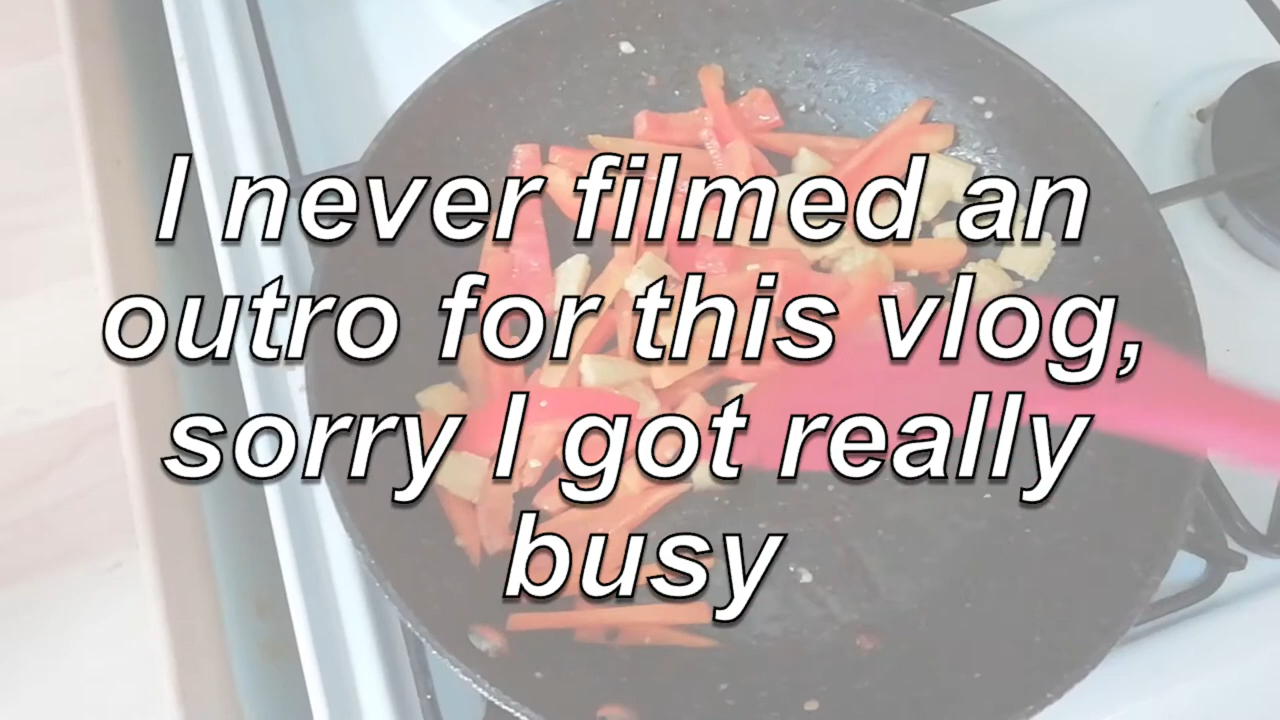 I never filmed an
outro for this vlog,
sorry I got really
busy